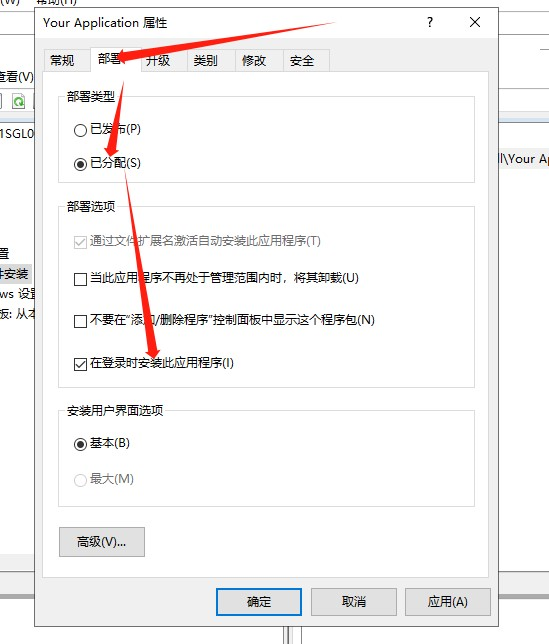 帮助(H)
Your Application 属性
?
常规 部署 升级 类别 修改 安全
查看(V)
部署类型
已发布(P)
1SGL0
已分配(S)
\Your Ap
部署选项
通过文件扩展名激活自动安装此应用程序(T)
置
件安装
当此应用程序不再处于管理范围内时，将其卸载(U)
ws 设置
板: 从本
不要在“添加/删除程序”控制面板中显示这个程序包(N)
在登录时安装此应用程序(I)
安装用户界面选项
基本(B)
最大(M)
高级(V)...
确定 取消 应用(A)